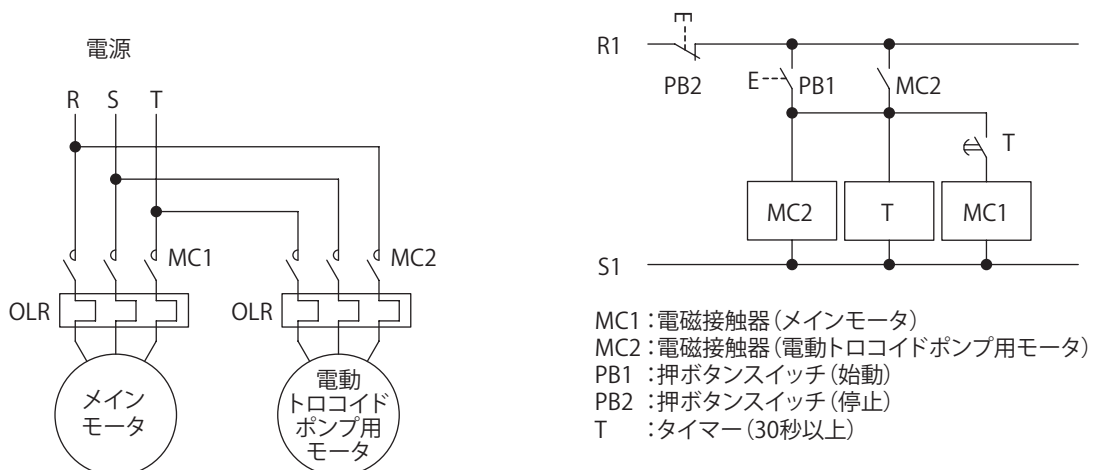 電源
R S T
MC1
MC2
OLR
OLR
メイン
モータ
電動
トロコイド
ポンプ用
モータ
R1
E
PB2
E
PB1
MC2
T
MC2
T
MC1
S1
MC1：電磁接触器（メインモータ）
MC2：電磁接触器（電動トロコイドポンプ用モータ）
PB1 ：押ボタンスイッチ（始動）
PB2 ：押ボタンスイッチ（停止）
T ：タイマー（30秒以上）